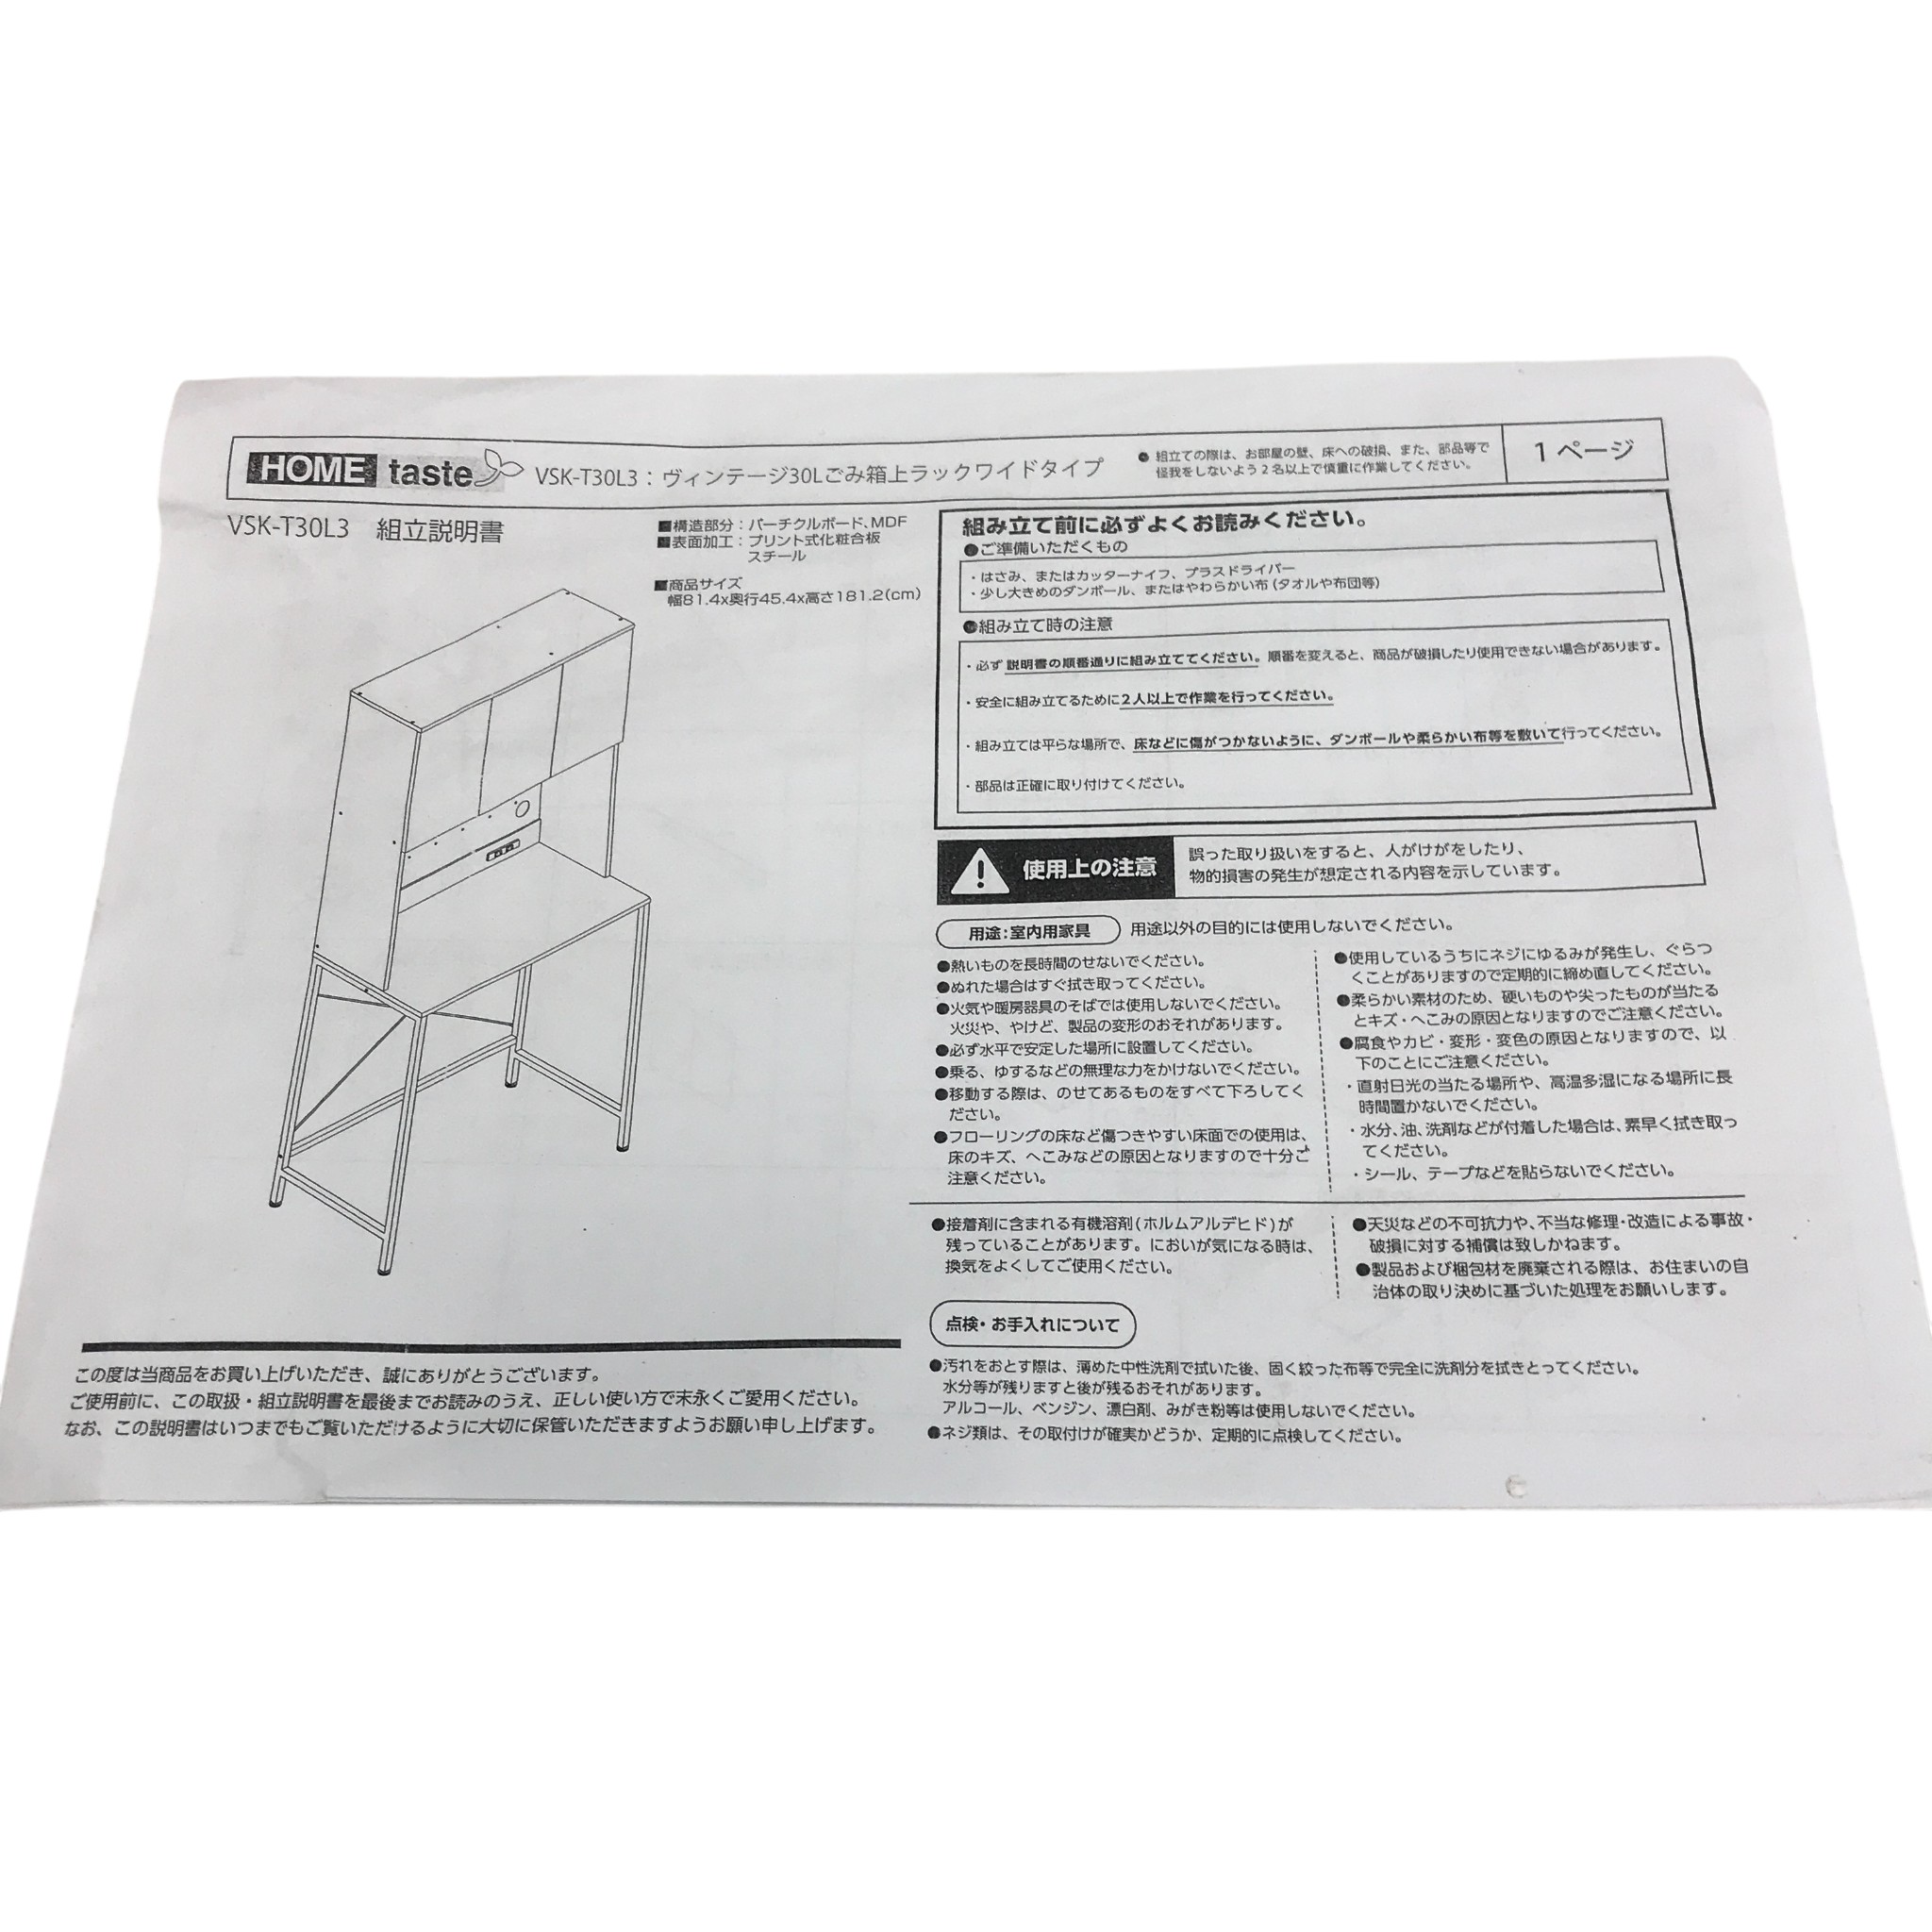 HOME taste VSK-T30L3：ヴィンテージ30Lごみ箱上ラックワイドタイプ
● 組立ての際は、お部屋の壁、床への破損、また、部品等で
怪我をしないよう２名以上で慎重に作業してください。
1 ページ
VSK-T30L3　組立説明書
■構造部分：パーチクルボード、MDF
■表面加工：プリント式化粧合板
スチール
■商品サイズ
幅81.4x奥行45.4x高さ181.2(cm)
組み立て前に必ずよくお読みください。
●ご準備いただくもの
・はさみ、またはカッターナイフ、プラスドライバー
・少し大きめのダンボール、またはやわらかい布（タオルや布団等）
●組み立て時の注意
・必ず説明書の順番通りに組み立ててください。順番を変えると、商品が破損したり使用できない場合があります。
・安全に組み立てるために２人以上で作業を行ってください。
・組み立ては平らな場所で、床などに傷がつかないように、ダンボールや柔らかい布等を敷いて行ってください。
・部品は正確に取り付けてください。
使用上の注意
誤った取り扱いをすると、人がけがをしたり、
物的損害の発生が想定される内容を示しています。
用途：室内用家具　用途以外の目的には使用しないでください。
●熱いものを長時間のせないでください。
●ぬれた場合はすぐ拭き取ってください。
●火気や暖房器具のそばでは使用しないでください。
火災や、やけど、製品の変形のおそれがあります。
●必ず水平で安定した場所に設置してください。
●乗る、ゆするなどの無理な力をかけないでください。
●移動する際は、のせてあるものをすべて下ろしてく
ださい。
●フローリングの床など傷つきやすい床面での使用は、
床のキズ、へこみなどの原因となりますので十分ご
注意ください。
●使用しているうちにネジにゆるみが発生し、ぐらつ
くことがありますので定期的に締め直してください。
●柔らかい素材のため、硬いものや尖ったものが当たる
とキズ・へこみの原因となりますのでご注意ください。
●腐食やカビ・変形・変色の原因となりますので、以
下のことにご注意ください。
・直射日光の当たる場所や、高温多湿になる場所に長
時間置かないでください。
・水分、油、洗剤などが付着した場合は、素早く拭き取っ
てください。
・シール、テープなどを貼らないでください。
●接着剤に含まれる有機溶剤（ホルムアルデヒド）が
残っていることがあります。においが気になる時は、
換気をよくしてご使用ください。
●天災などの不可抗力や、不当な修理・改造による事故・
破損に対する補償は致しかねます。
●製品および梱包材を廃棄される際は、お住まいの自
治体の取り決めに基づいた処理をお願いします。
点検・お手入れについて
●汚れをおとす際は、薄めた中性洗剤で拭いた後、固く絞った布等で完全に洗剤分を拭きとってください。
水分等が残りますと後が残るおそれがあります。
アルコール、ベンジン、漂白剤、みがき粉等は使用しないでください。
●ネジ類は、その取付けが確実かどうか、定期的に点検してください。
この度は当商品をお買い上げいただき、誠にありがとうございます。
ご使用前に、この取扱・組立説明書を最後までお読みのうえ、正しい使い方で末永くご愛用ください。
なお、この説明書はいつまでもご覧いただけるように大切に保管いただきますようお願い申し上げます。